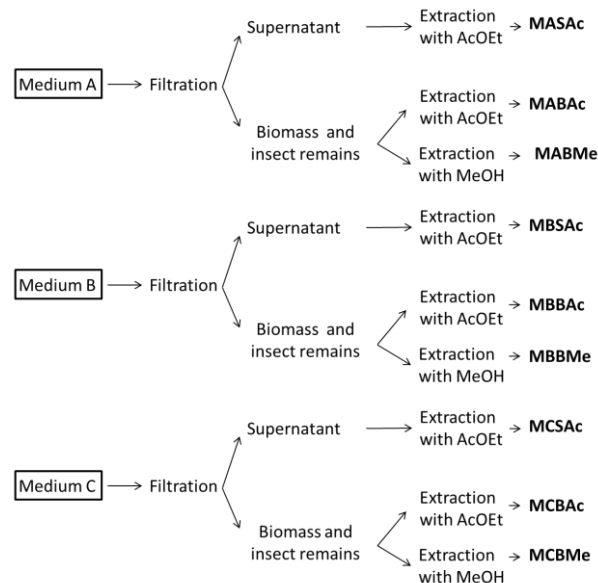 Supernatant
Extraction
with AcOEt
MASAc
Medium A
Filtration
Biomass and
insect remains
Extraction
with AcOEt
MABAc
Extraction
with MeOH
MABMe
Supernatant
Extraction
with AcOEt
MBSAc
Medium B
Filtration
Biomass and
insect remains
Extraction
with AcOEt
MBBAc
Extraction
with MeOH
MBBMe
Supernatant
Extraction
with AcOEt
MCSAc
Medium C
Filtration
Biomass and
insect remains
Extraction
with AcOEt
MCBAc
Extraction
with MeOH
MCBMe